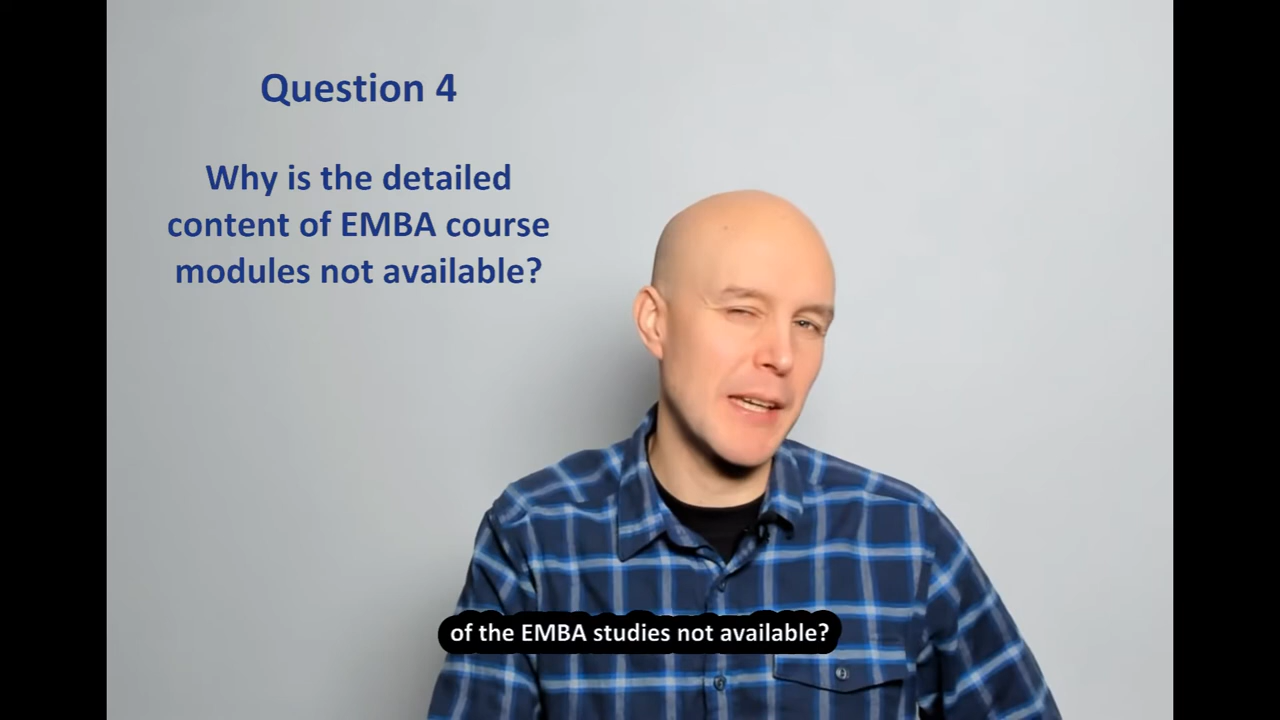 Question 4
Why is the detailed
content of EMBA course
modules not available?
of the EMBA studies not available?